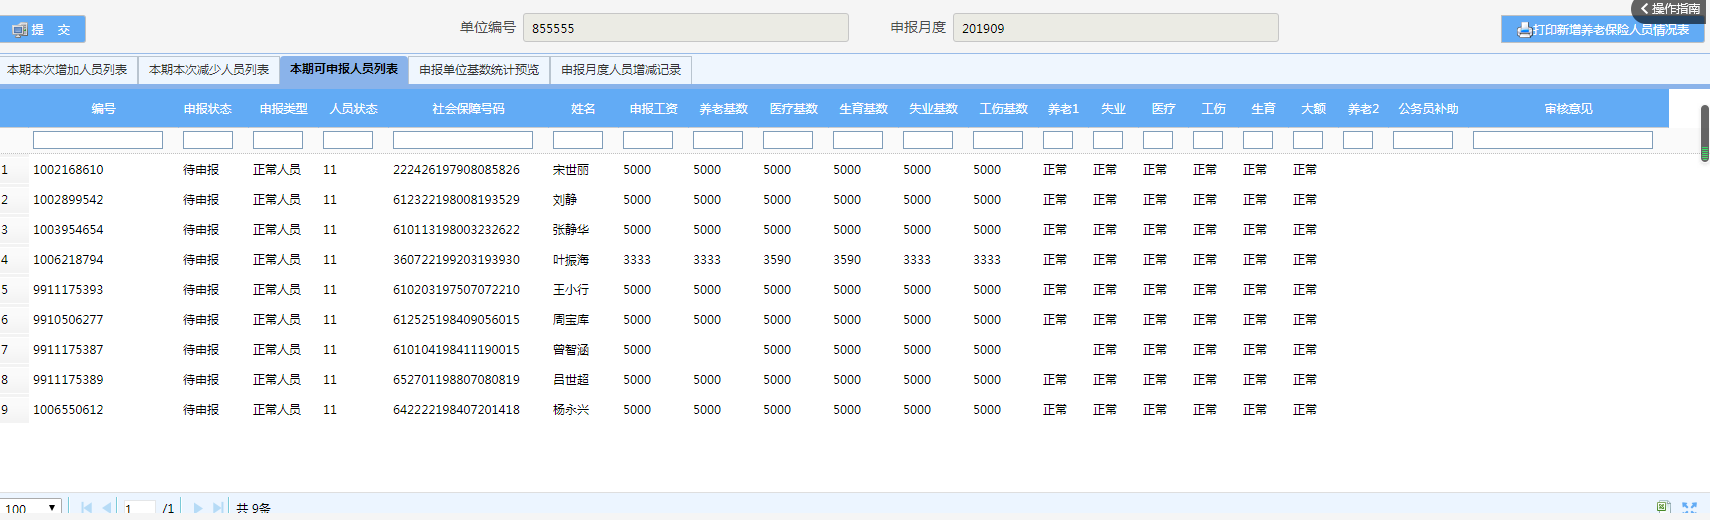 提 交 单位编号 855555 申报月度 201909 操作指南
打印新增养老保险人员情况表
本期本次增加人员列表 本期本次减少人员列表 本期可申报人员列表 申报单位基数统计预览 申报月度人员增减记录
编号 申报状态 申报类型 人员状态 社会保障号码 姓名 申报工资 养老基数 医疗基数 生育基数 失业基数 工伤基数 养老1 失业 医疗 工伤 生育 大额 养老2 公务员补助 审核意见
1 1002168610 待申报 正常人员 11 222426197908085826 宋世丽 5000 5000 5000 5000 5000 5000 正常 正常 正常 正常 正常 正常
2 1002899542 待申报 正常人员 11 612322198008193529 刘静 5000 5000 5000 5000 5000 5000 正常 正常 正常 正常 正常 正常
3 1003954654 待申报 正常人员 11 610113198003232622 张静华 5000 5000 5000 5000 5000 5000 正常 正常 正常 正常 正常 正常
4 1006218794 待申报 正常人员 11 360722199203193930 叶振海 3333 3333 3590 3590 3333 3333 正常 正常 正常 正常 正常 正常
5 9911175393 待申报 正常人员 11 610203197507072210 王小行 5000 5000 5000 5000 5000 5000 正常 正常 正常 正常 正常 正常
6 9910506277 待申报 正常人员 11 612525198409056015 周宝库 5000 5000 5000 5000 5000 5000 正常 正常 正常 正常 正常 正常
7 9911175387 待申报 正常人员 11 610104198411190015 曾智涵 5000 5000 5000 5000 5000 正常 正常 正常 正常 正常
8 9911175389 待申报 正常人员 11 652701198807080819 吕世超 5000 5000 5000 5000 5000 5000 正常 正常 正常 正常 正常 正常
9 1006550612 待申报 正常人员 11 642222198407201418 杨永兴 5000 5000 5000 5000 5000 5000 正常 正常 正常 正常 正常 正常
100 1 /1 共 9条